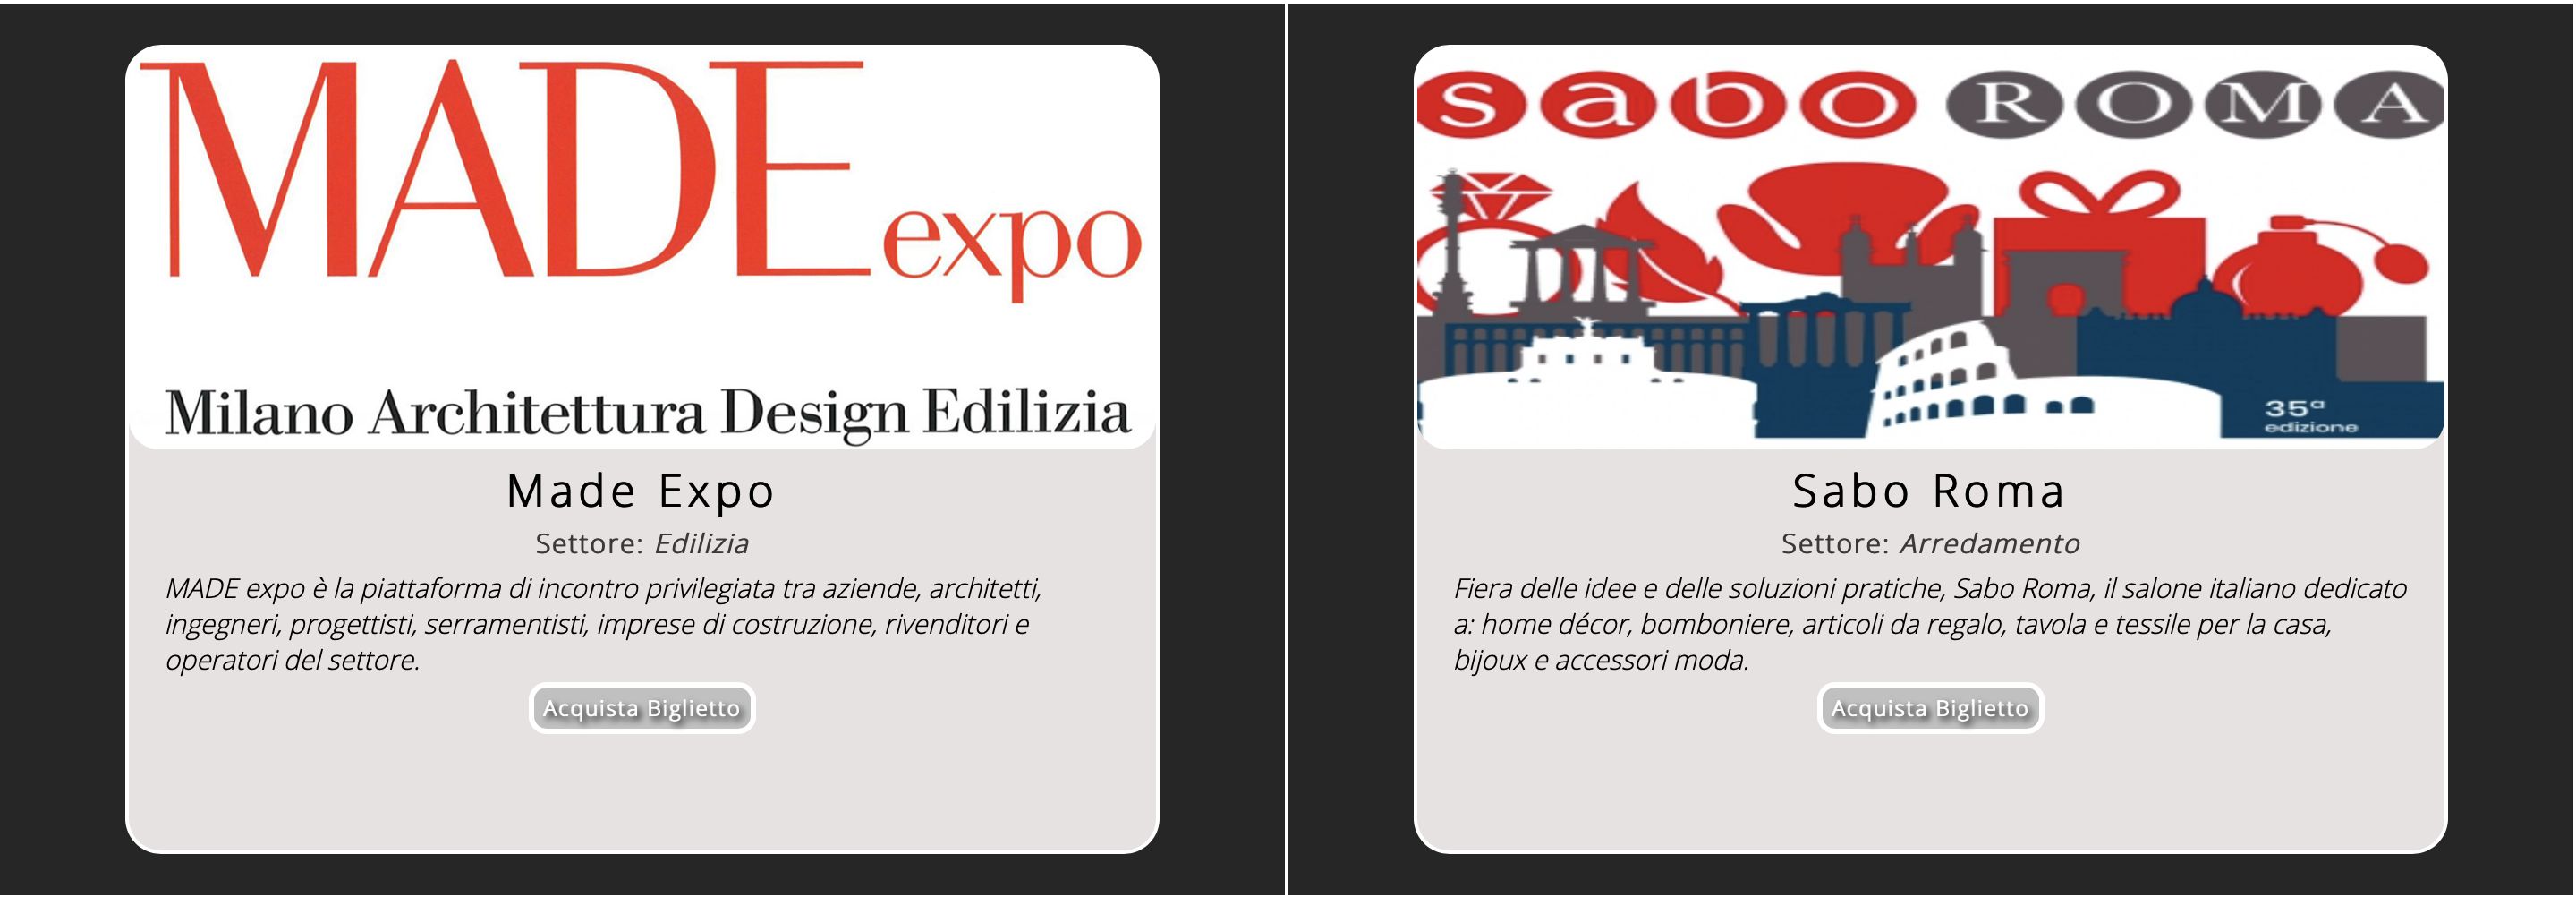 MADE expo
Milano Architettura Design Edilizia
Made Expo
Settore: Edilizia
MADE expo è la piattaforma di incontro privilegiata tra aziende, architetti,
ingegneri, progettisti, serramentisti, imprese di costruzione, rivenditori e
operatori del settore.
Acquista Biglietto
sabo ROMA
35ª
edizione
Sabo Roma
Settore: Arredamento
Fiera delle idee e delle soluzioni pratiche, Sabo Roma, il salone italiano dedicato
a: home décor, bomboniere, articoli da regalo, tavola e tessile per la casa,
bijoux e accessori moda.
Acquista Biglietto